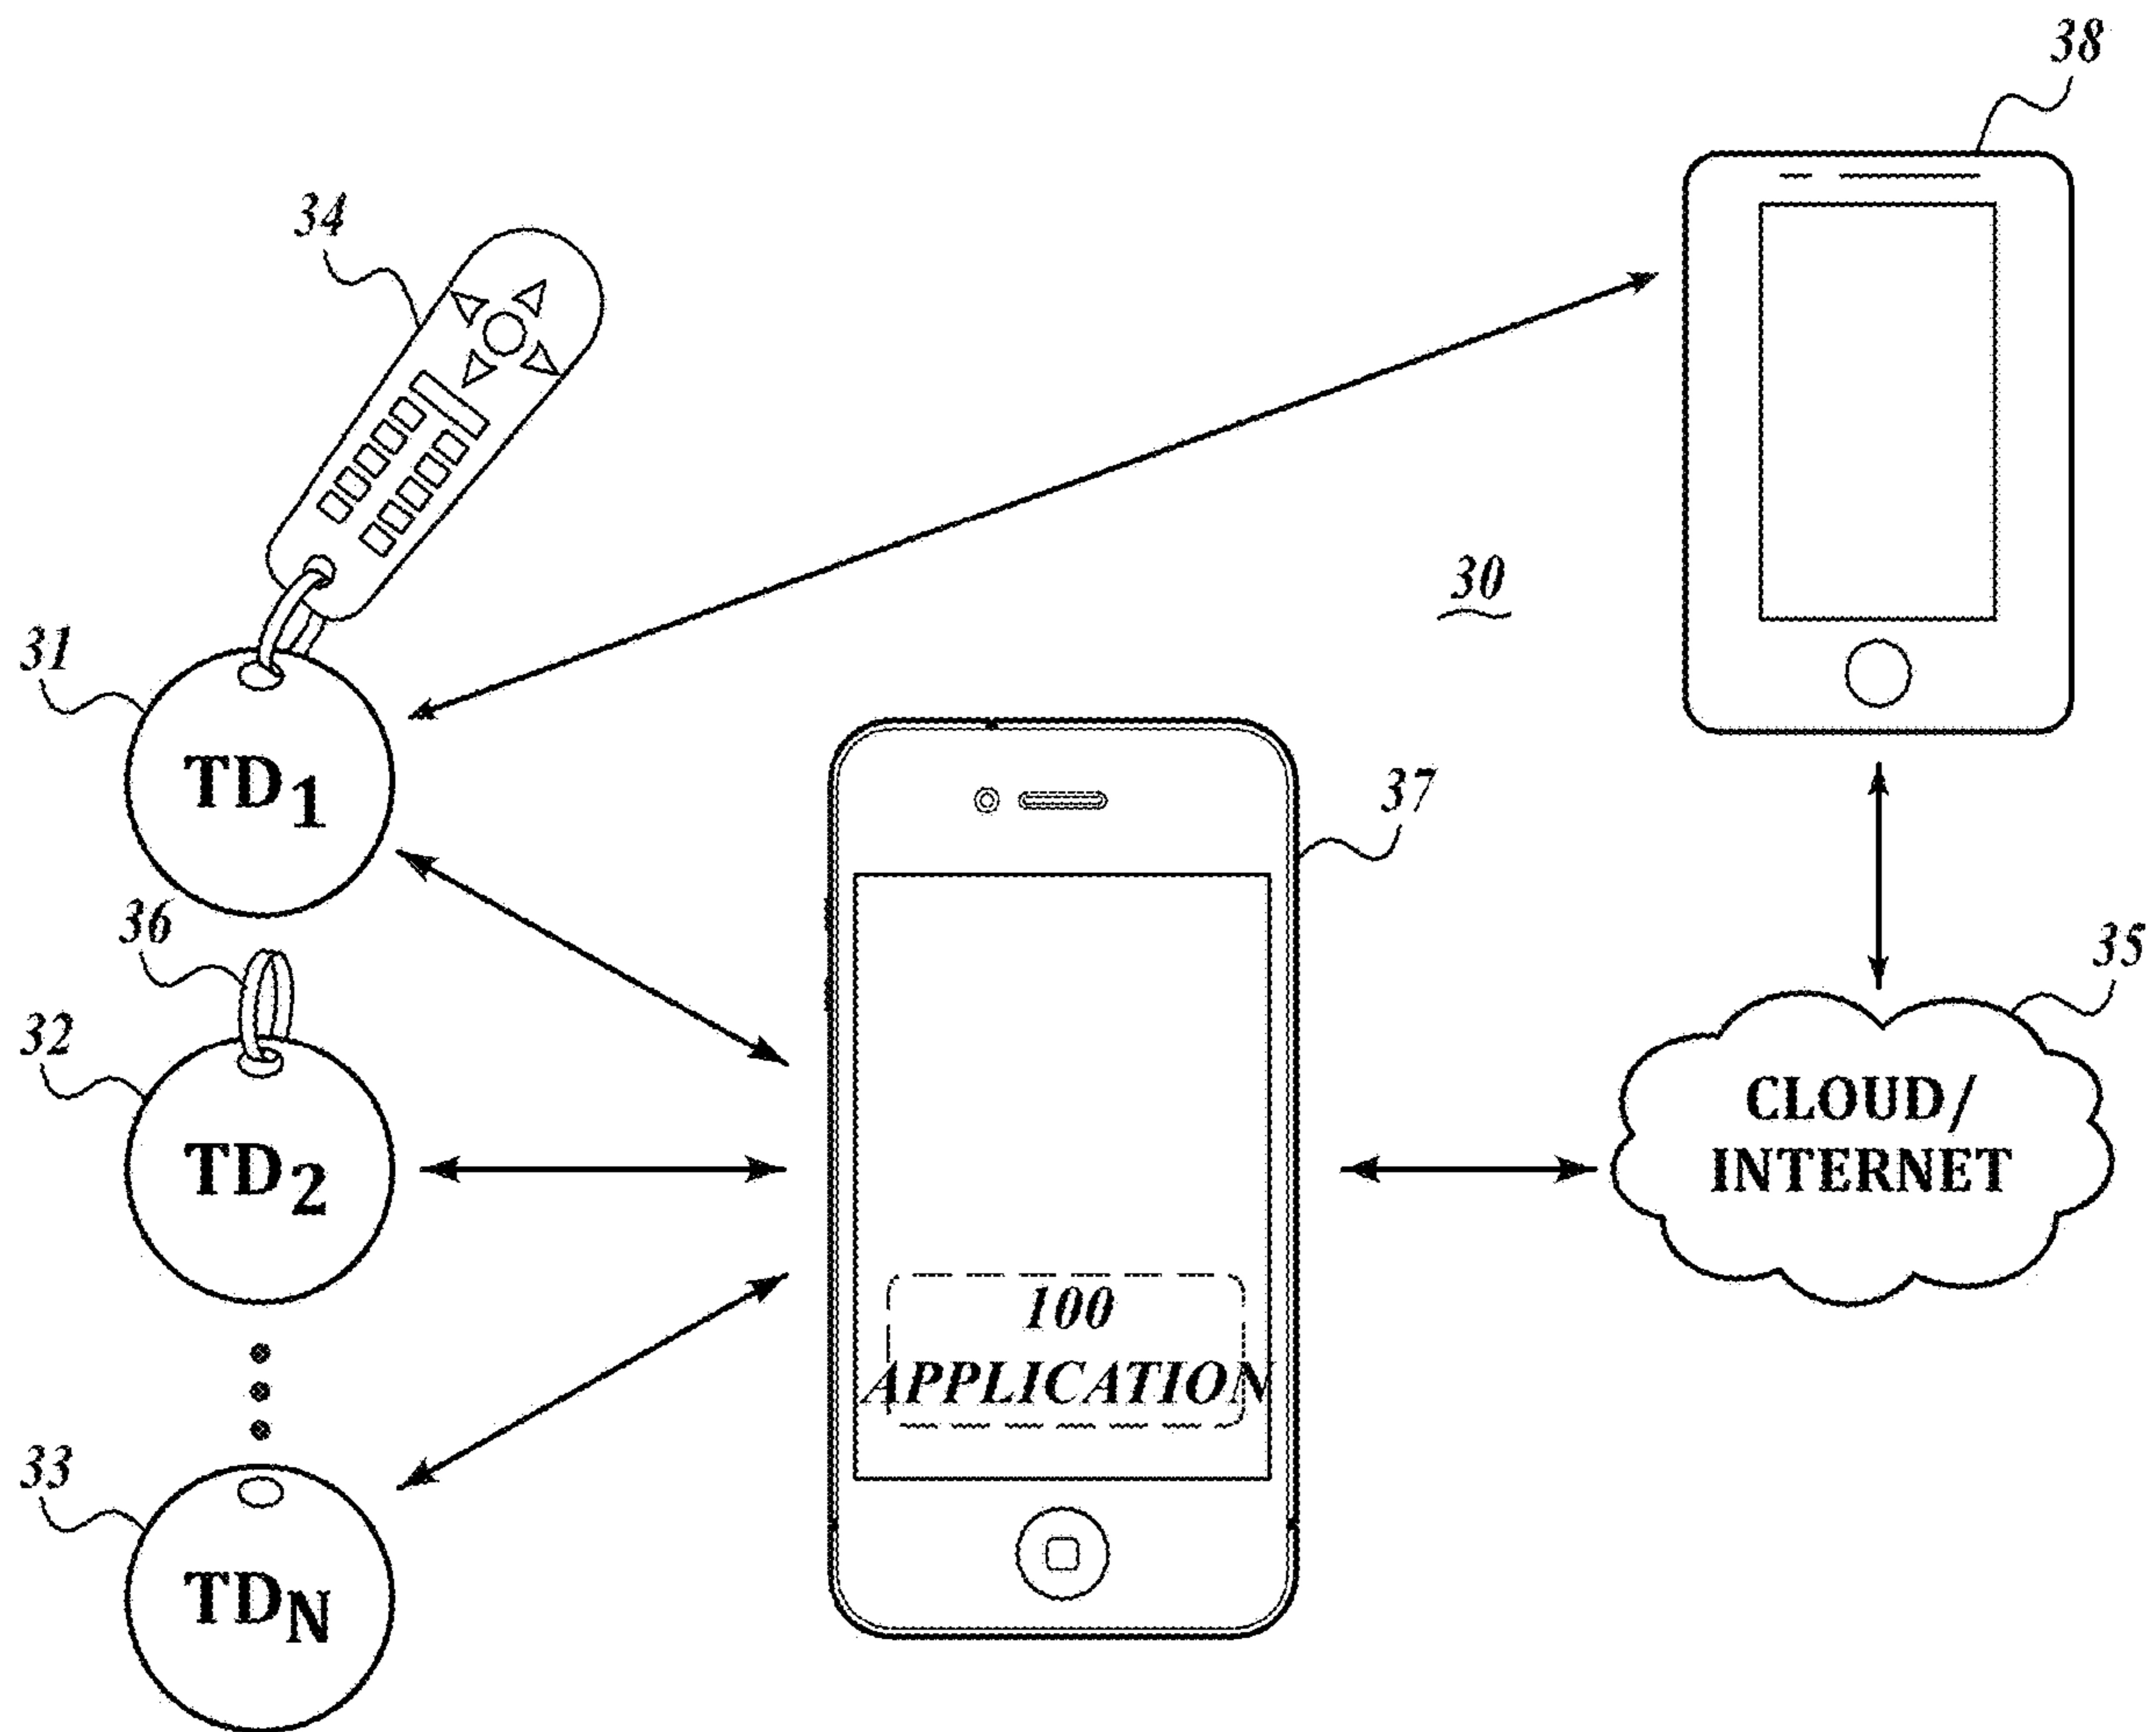 38
34
30
31
TD1
37
36
35
32
CLOUD/
INTERNET
TD2
100
APPLICATION
33
TDN